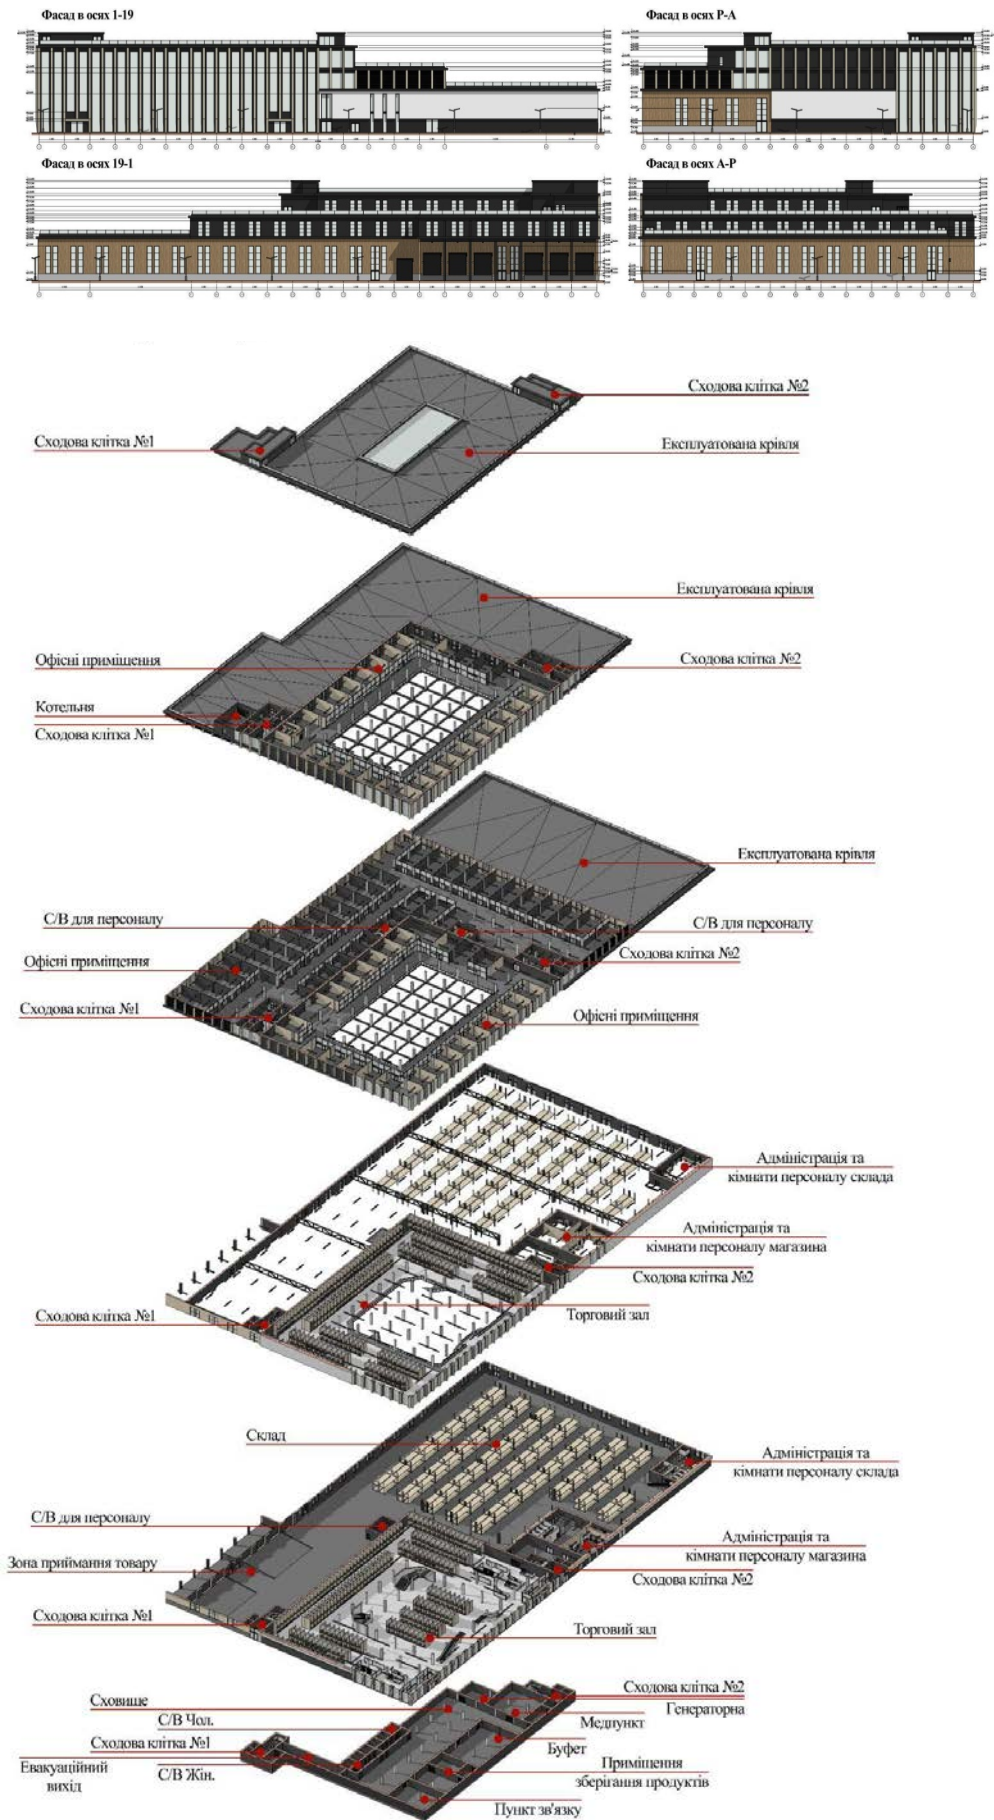 Фасад в осях 1-19
Фасад в осях Р-А
Фасад в осях 19-1
Фасад в осях А-Р
Сходова клітка №2
Сходова клітка №1
Експлуатована крівля
Експлуатована крівля
Офісні приміщення
Сходова клітка №2
Котельня
Сходова клітка №1
Експлуатована крівля
С/В для персоналу
С/В для персоналу
Сходова клітка №2
Офісні приміщення
Сходова клітка №1
Офісні приміщення
Адміністрація та
кімнати персоналу склада
Адміністрація та
кімнати персоналу магазина
Сходова клітка №2
Сходова клітка №1
Торговий зал
Склад
Адміністрація та
кімнати персоналу склада
С/В для персоналу
Адміністрація та
кімнати персоналу магазина
Зона приймання товару
Сходова клітка №2
Сходова клітка №1
Торговий зал
Сховище
Сходова клітка №2
Генераторна
С/В Чол.
Медпункт
Сходова клітка №1
Буфет
Евакуаційний
вихід
С/В Жін.
Приміщення
зберігання продуктів
Пункт зв'язку